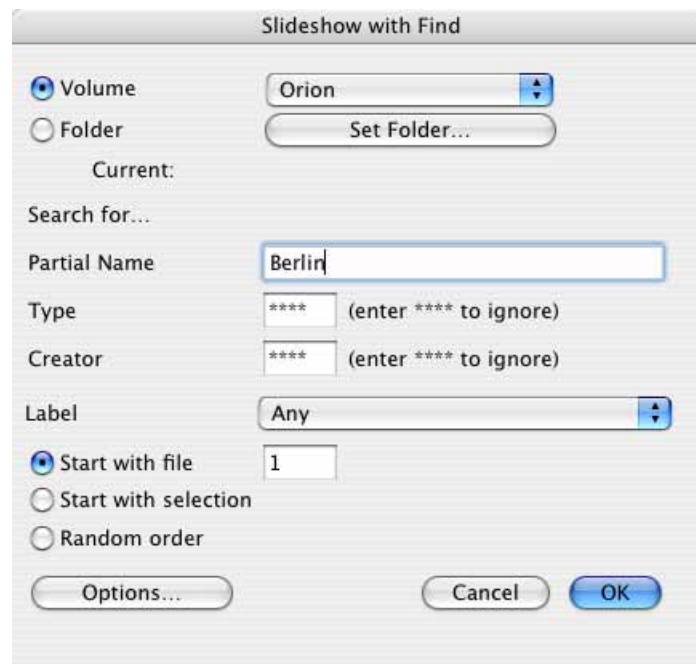 Slideshow with Find
Volume Orion
Folder Set Folder...
Current:
Search for...
Partial Name Berlin
Type **** (enter **** to ignore)
Creator **** (enter **** to ignore)
Label Any
Start with file 1
Start with selection
Random order
Options... Cancel OK